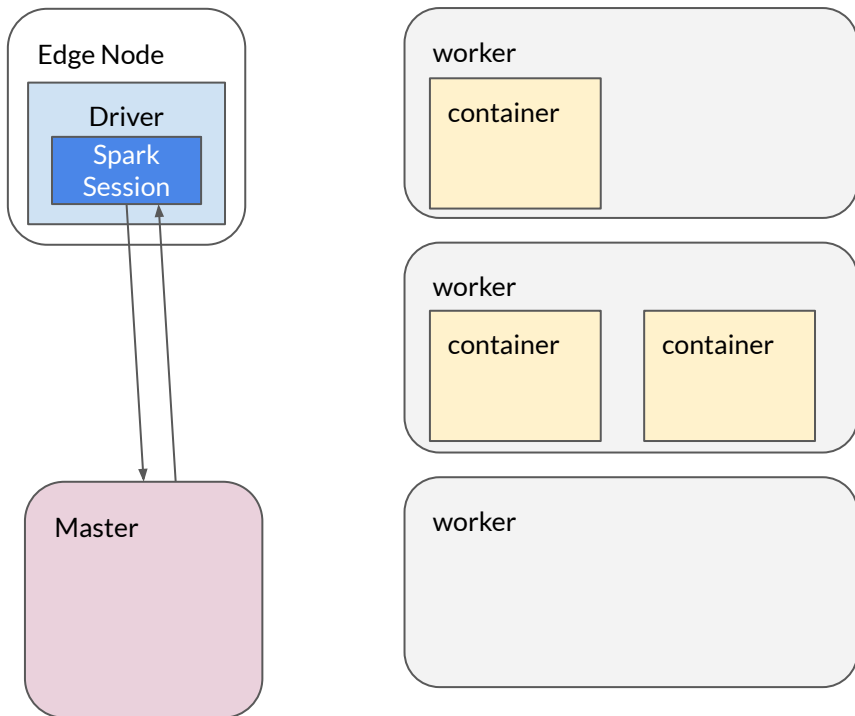 Edge Node
Driver
Spark
Session
Master
worker
container
worker
container
container
worker